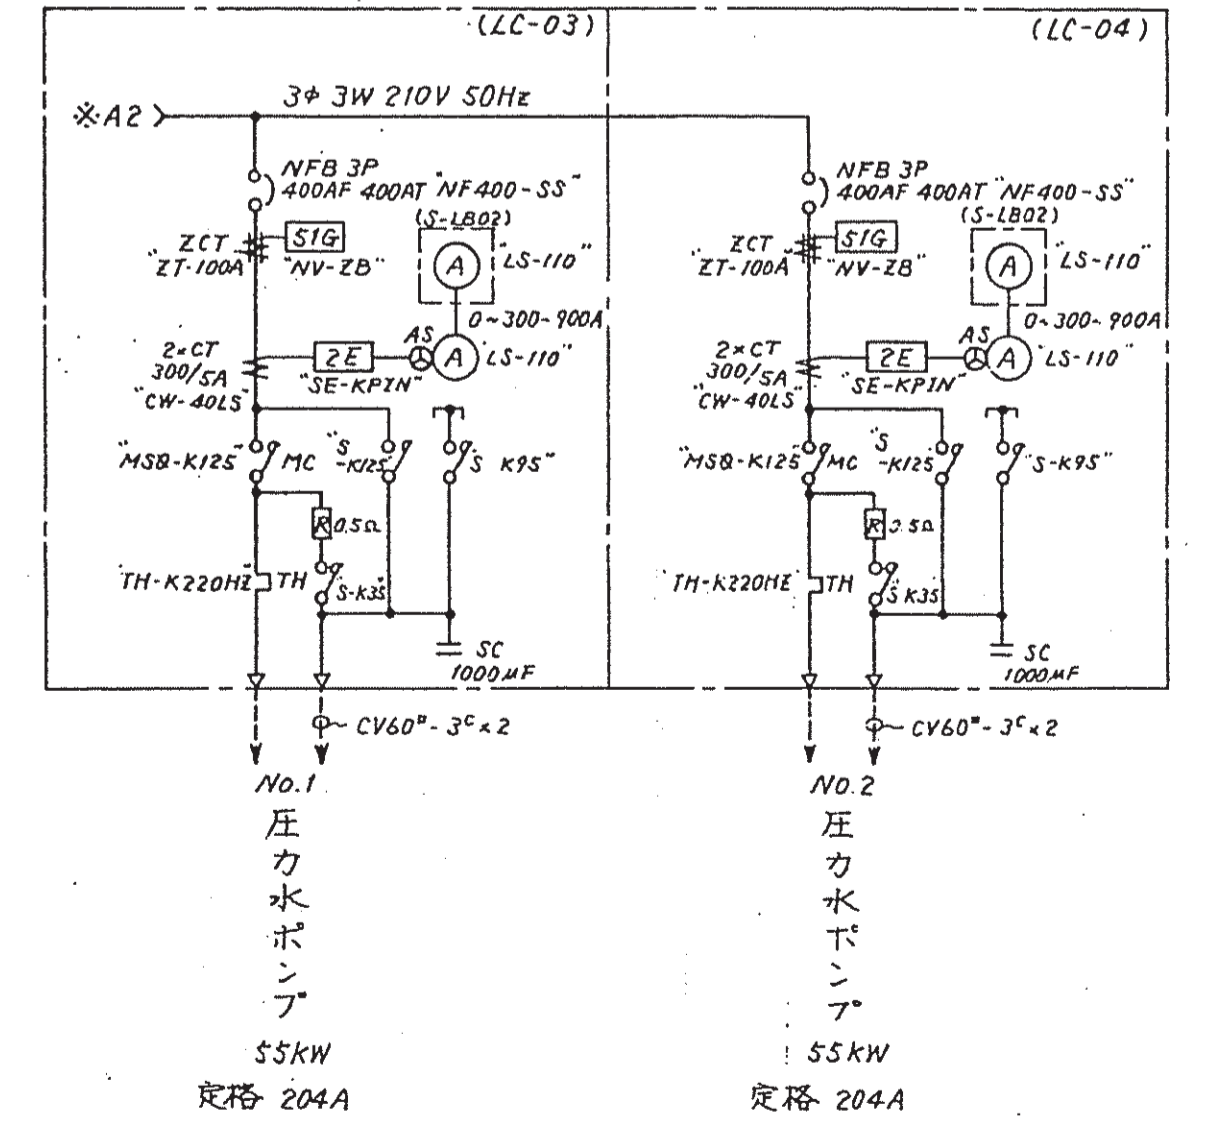 (LC-03)
(LC-04)
※A2
3φ 3W 210V 50Hz
NFB 3P
400AF 400AT "NF400-SS"
(S-LB02)
ZCT
"ZT-100A"
51G
"NV-ZB"
A
"LS-110"
0~300~900A
2×CT
300/5A
"CW-40LS"
2E
"SE-KPIN"
AS
A
"LS-110"
"MSO-K125"
MC
"S
-K125"
"S K95"
R
0.5Ω
"TH-K220HZ"
TH
"S-K35"
SC
1000μF
CV60□-3C×2
No.1
圧力水ポンプ
55kW
定格 204A
NFB 3P
400AF 400AT "NF400-SS"
(S-LB02)
ZCT
"ZT-100A"
51G
"NV-ZB"
A
"LS-110"
0~300~900A
2×CT
300/5A
"CW-40LS"
2E
"SE-KPIN"
AS
A
"LS-110"
"MSO-K125"
MC
"S
-K125"
"S-K95"
R
0.5Ω
"TH-K220HZ"
TH
"S K35"
SC
1000μF
CV60□-3C×2
No.2
圧力水ポンプ
55kW
定格 204A